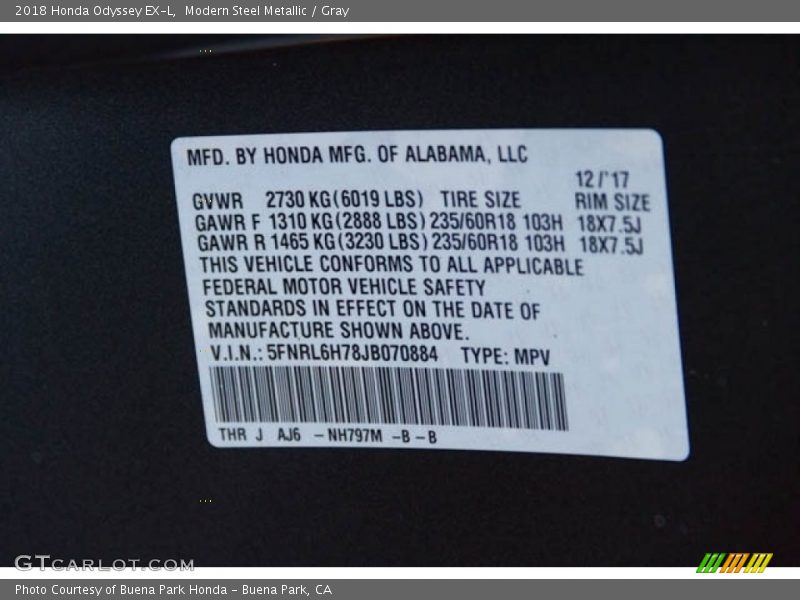 2018 Honda Odyssey EX-L, Modern Steel Metallic / Gray
MFD. BY HONDA MFG. OF ALABAMA, LLC
12/'17
GVWR 2730 KG(6019 LBS) TIRE SIZE RIM SIZE
GAWR F 1310 KG(2888 LBS) 235/60R18 103H 18X7.5J
GAWR R 1465 KG(3230 LBS) 235/60R18 103H 18X7.5J
THIS VEHICLE CONFORMS TO ALL APPLICABLE
FEDERAL MOTOR VEHICLE SAFETY
STANDARDS IN EFFECT ON THE DATE OF
MANUFACTURE SHOWN ABOVE.
V.I.N.: 5FNRL6H78JB070884 TYPE: MPV
THR J AJ6 -NH797M -B-B
GTCARLOT.COM
Photo Courtesy of Buena Park Honda - Buena Park, CA